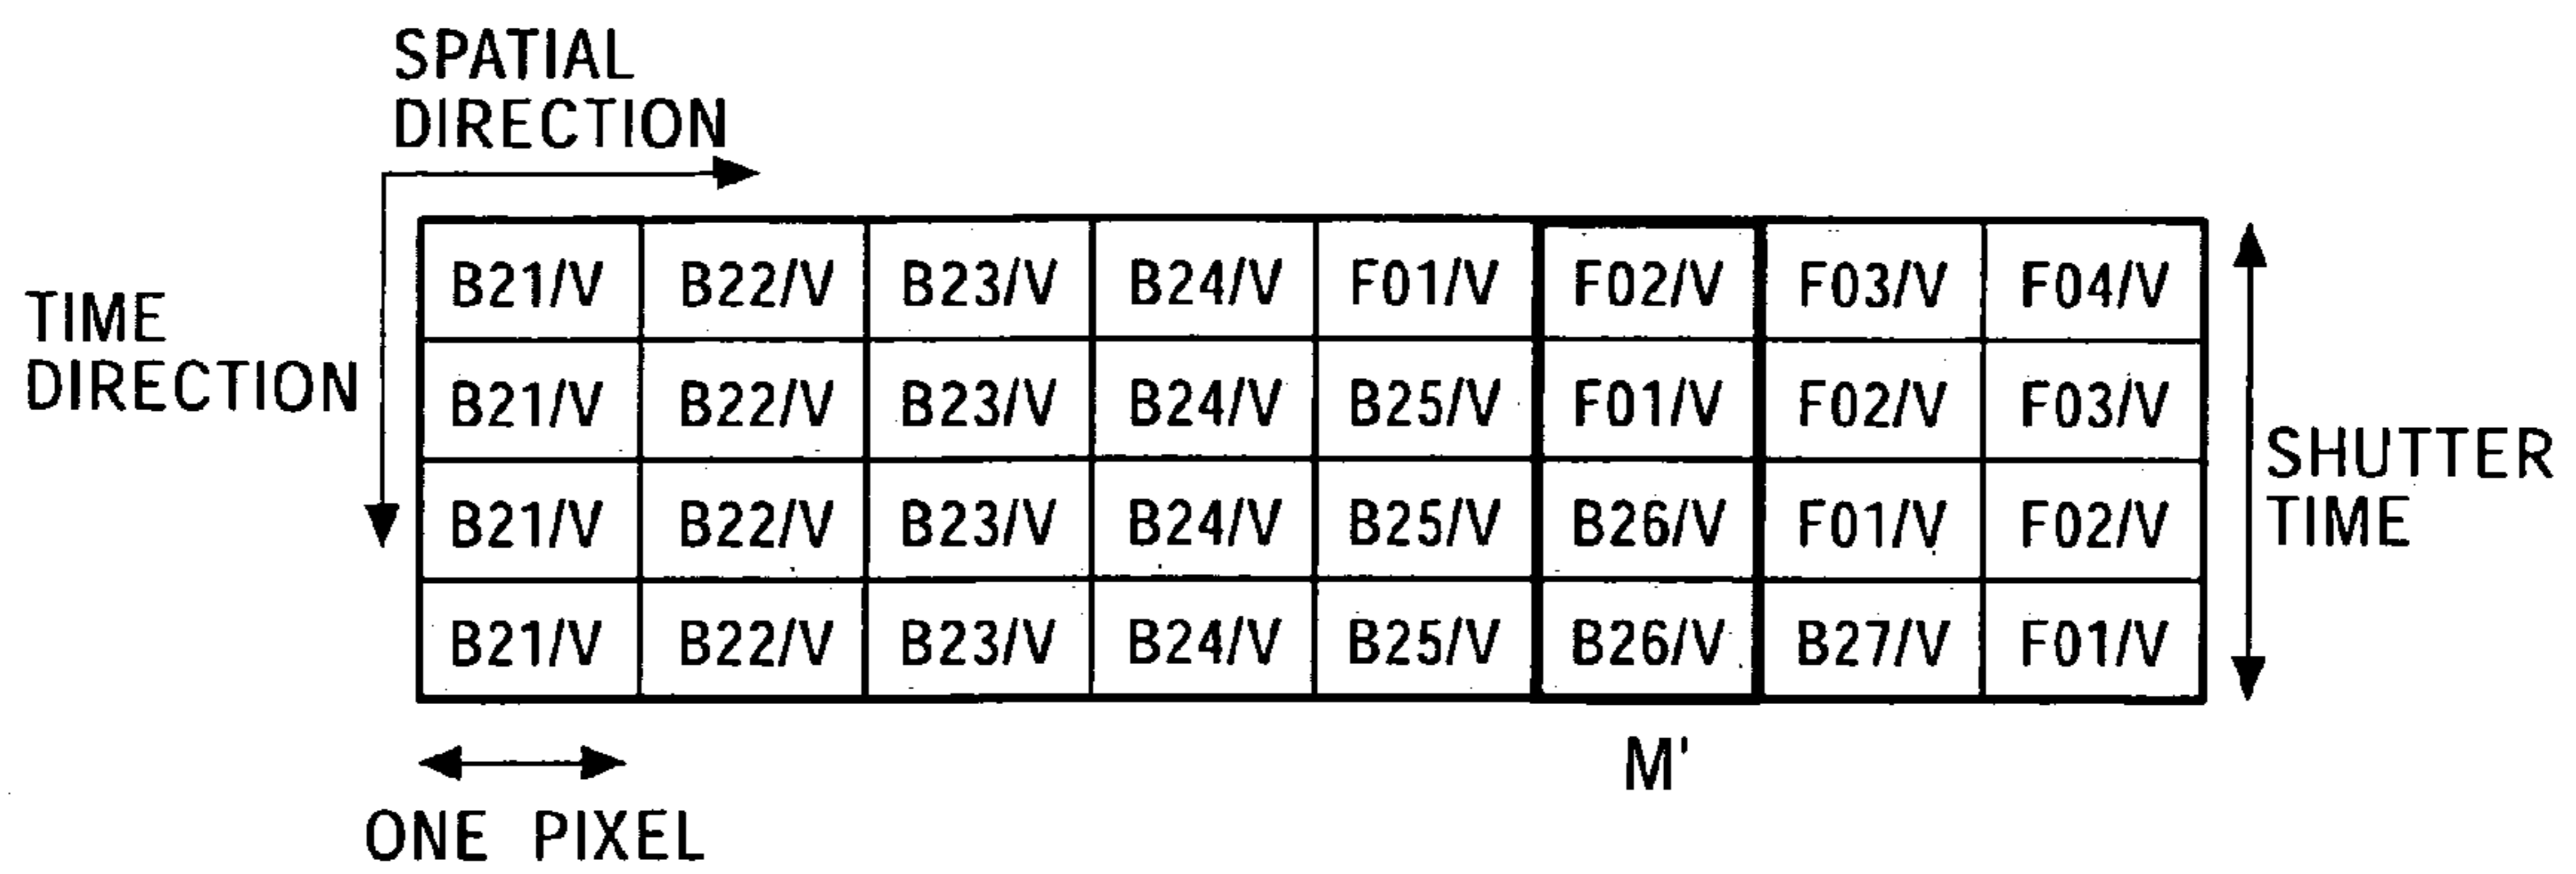 SPATIAL
DIRECTION
TIME
DIRECTION
B21/V B22/V B23/V B24/V F01/V F02/V F03/V F04/V
B21/V B22/V B23/V B24/V B25/V F01/V F02/V F03/V
B21/V B22/V B23/V B24/V B25/V B26/V F01/V F02/V
B21/V B22/V B23/V B24/V B25/V B26/V B27/V F01/V
SHUTTER
TIME
M'
ONE PIXEL